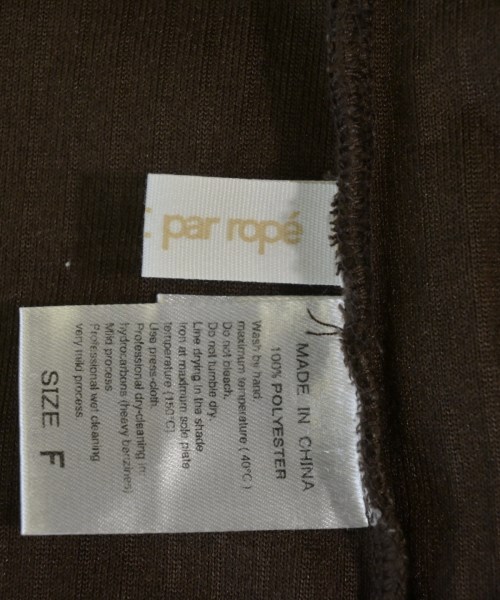 : par ropé
MADE IN CHINA
100% POLYESTER
Wash by hand.
maximum temperature ( 40°C )
Do not bleach.
Do not tumble dry.
Line drying in the shade
Iron at maximum sole plate
temperature (150°C)
Use press-cloth.
Professional dry-cleaning in:
hydrocarbons (heavy benzines)
Mild process
Professional wet cleaning
very mild process
SIZE F